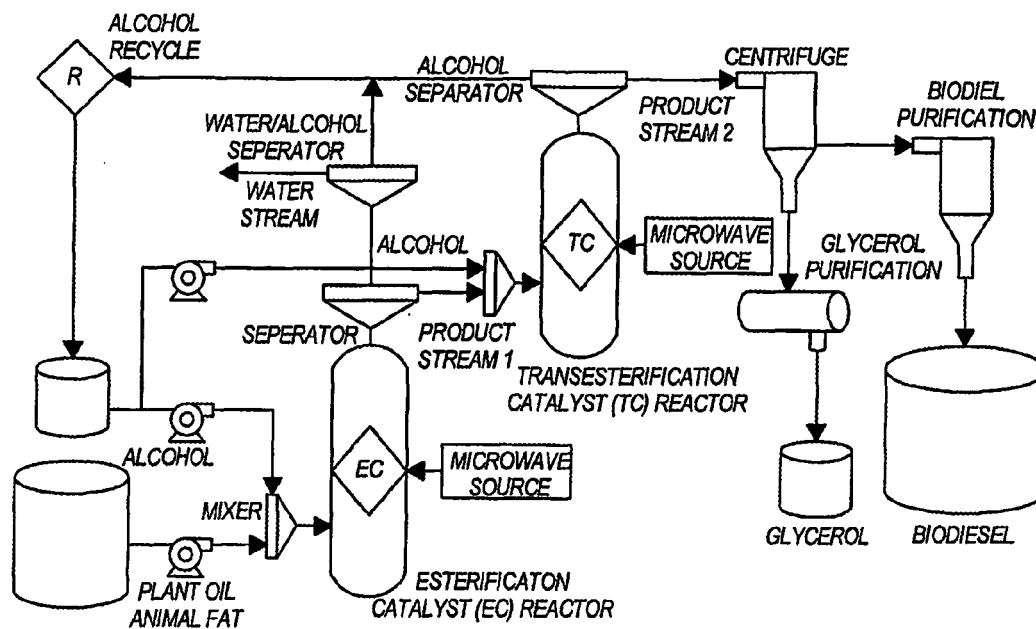 ALCOHOL
RECYCLE
R
ALCOHOL
SEPARATOR
CENTRIFUGE
PRODUCT
STREAM 2
BIODIEL
PURIFICATION
WATER/ALCOHOL
SEPERATOR
WATER
STREAM
TC
MICROWAVE
SOURCE
GLYCEROL
PURIFICATION
ALCOHOL
SEPERATOR
PRODUCT
STREAM 1
TRANSESTERIFICATION
CATALYST (TC) REACTOR
ALCOHOL
EC
MICROWAVE
SOURCE
MIXER
GLYCEROL
BIODIESEL
PLANT OIL
ANIMAL FAT
ESTERIFICATON
CATALYST (EC) REACTOR